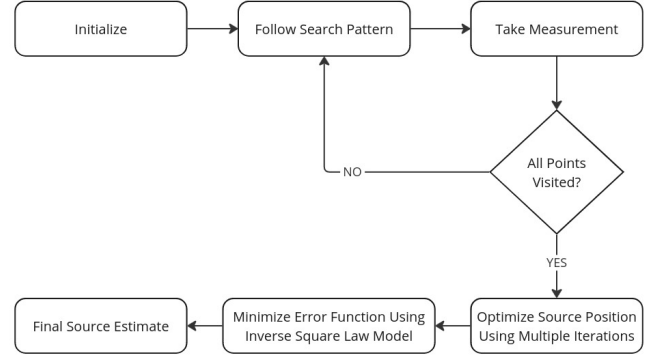 Initialize
Follow Search Pattern
Take Measurement
All Points
Visited?
NO
YES
Final Source Estimate
Minimize Error Function Using
Inverse Square Law Model
Optimize Source Position
Using Multiple Iterations